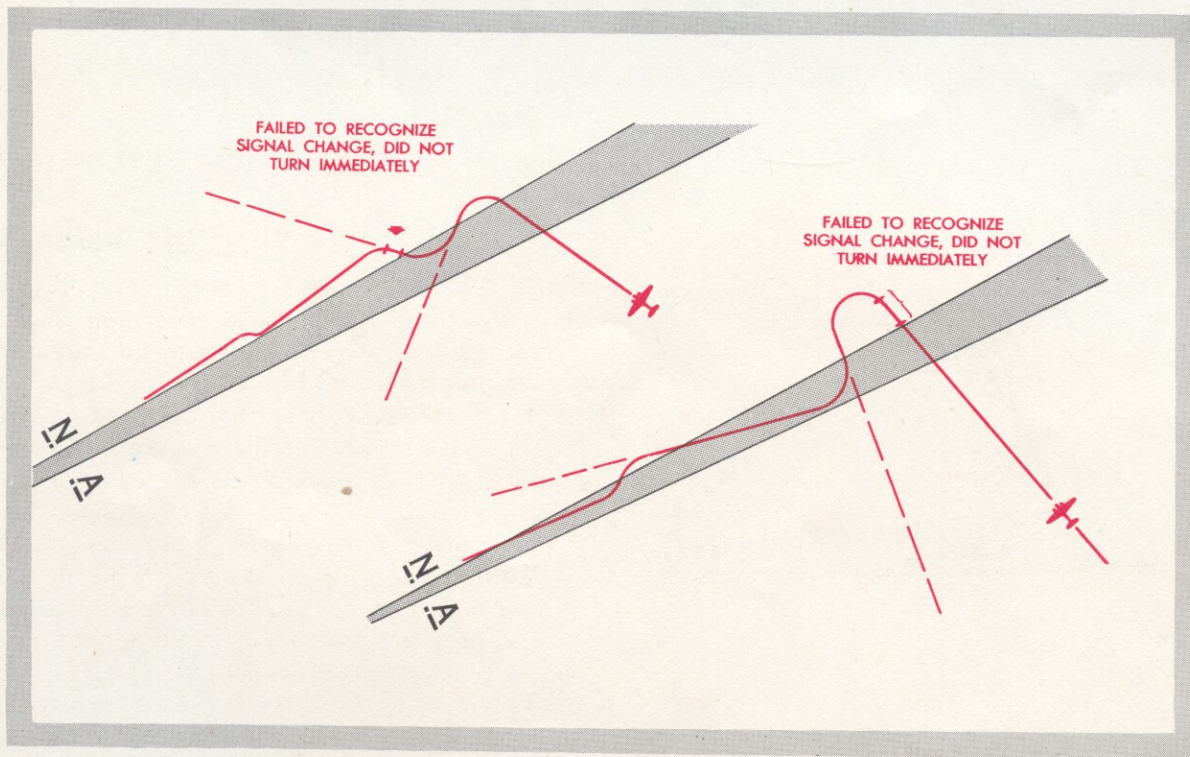 FAILED TO RECOGNIZE
SIGNAL CHANGE, DID NOT
TURN IMMEDIATELY
FAILED TO RECOGNIZE
SIGNAL CHANGE, DID NOT
TURN IMMEDIATELY
N
A
N
A